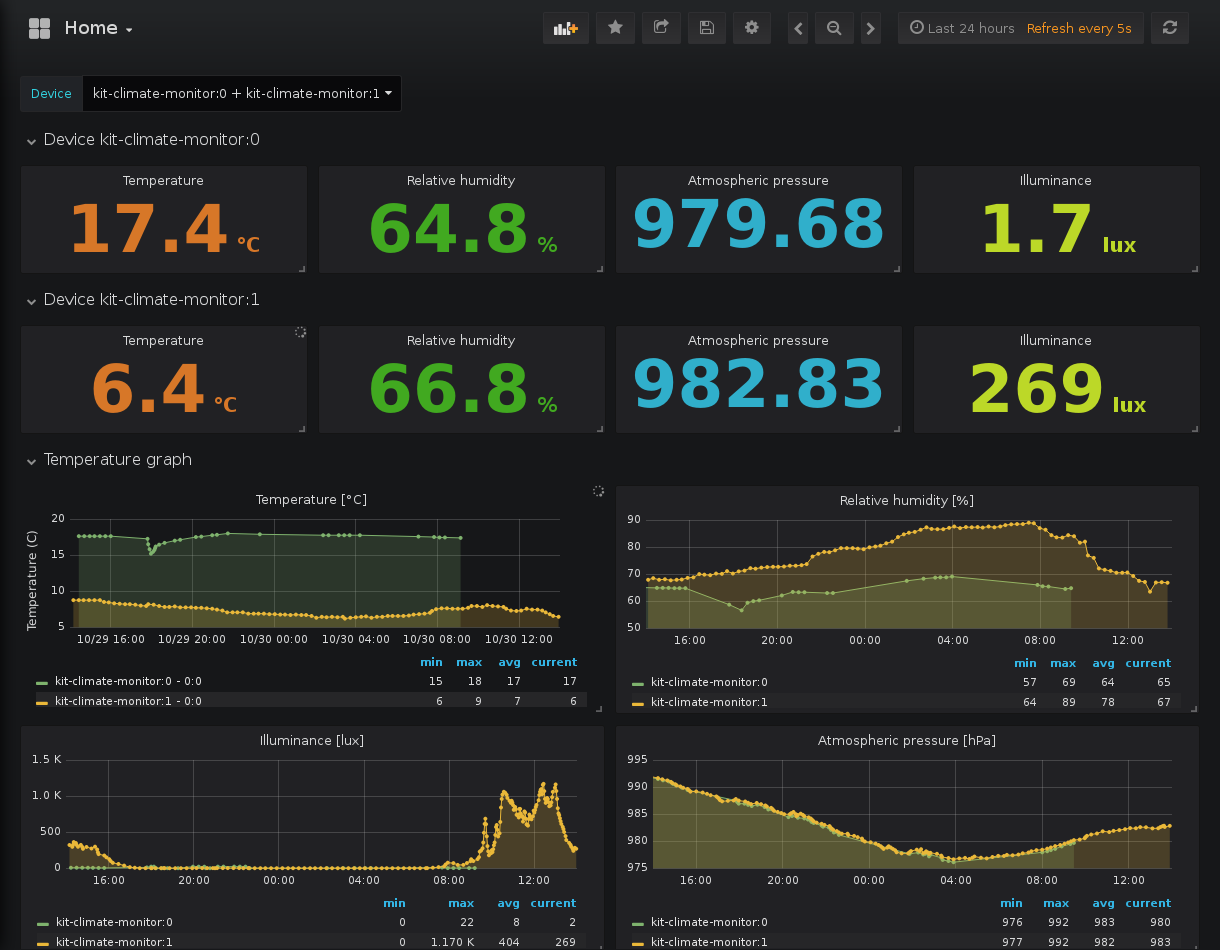 Home
Last 24 hours Refresh every 5s
Device kit-climate-monitor:0 + kit-climate-monitor:1
Device kit-climate-monitor:0
Temperature Relative humidity Atmospheric pressure Illuminance
17.4 °C 64.8 % 979.68 1.7 lux
Device kit-climate-monitor:1
Temperature Relative humidity Atmospheric pressure Illuminance
6.4 °C 66.8 % 982.83 269 lux
Temperature graph
Temperature [°C]
Temperature (C)
20
15
10
5
10/29 16:00 10/29 20:00 10/30 00:00 10/30 04:00 10/30 08:00 10/30 12:00
min max avg current
kit-climate-monitor:0 - 0:0 15 18 17 17
kit-climate-monitor:1 - 0:0 6 9 7 6
Relative humidity [%]
90
80
70
60
50
16:00 20:00 00:00 04:00 08:00 12:00
min max avg current
kit-climate-monitor:0 57 69 64 65
kit-climate-monitor:1 64 89 78 67
Illuminance [lux]
1.5 K
1.0 K
500
0
16:00 20:00 00:00 04:00 08:00 12:00
min max avg current
kit-climate-monitor:0 0 22 8 2
kit-climate-monitor:1 0 1.170 K 404 269
Atmospheric pressure [hPa]
995
990
985
980
975
16:00 20:00 00:00 04:00 08:00 12:00
min max avg current
kit-climate-monitor:0 976 992 983 980
kit-climate-monitor:1 977 992 982 983